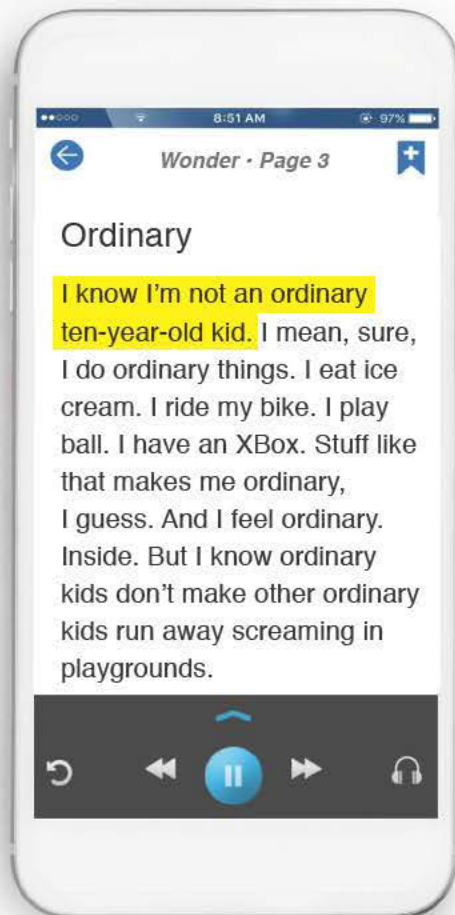 8:51 AM
97%
Wonder · Page 3
Ordinary
I know I'm not an ordinary
ten-year-old kid. I mean, sure,
I do ordinary things. I eat ice
cream. I ride my bike. I play
ball. I have an XBox. Stuff like
that makes me ordinary,
I guess. And I feel ordinary.
Inside. But I know ordinary
kids don't make other ordinary
kids run away screaming in
playgrounds.